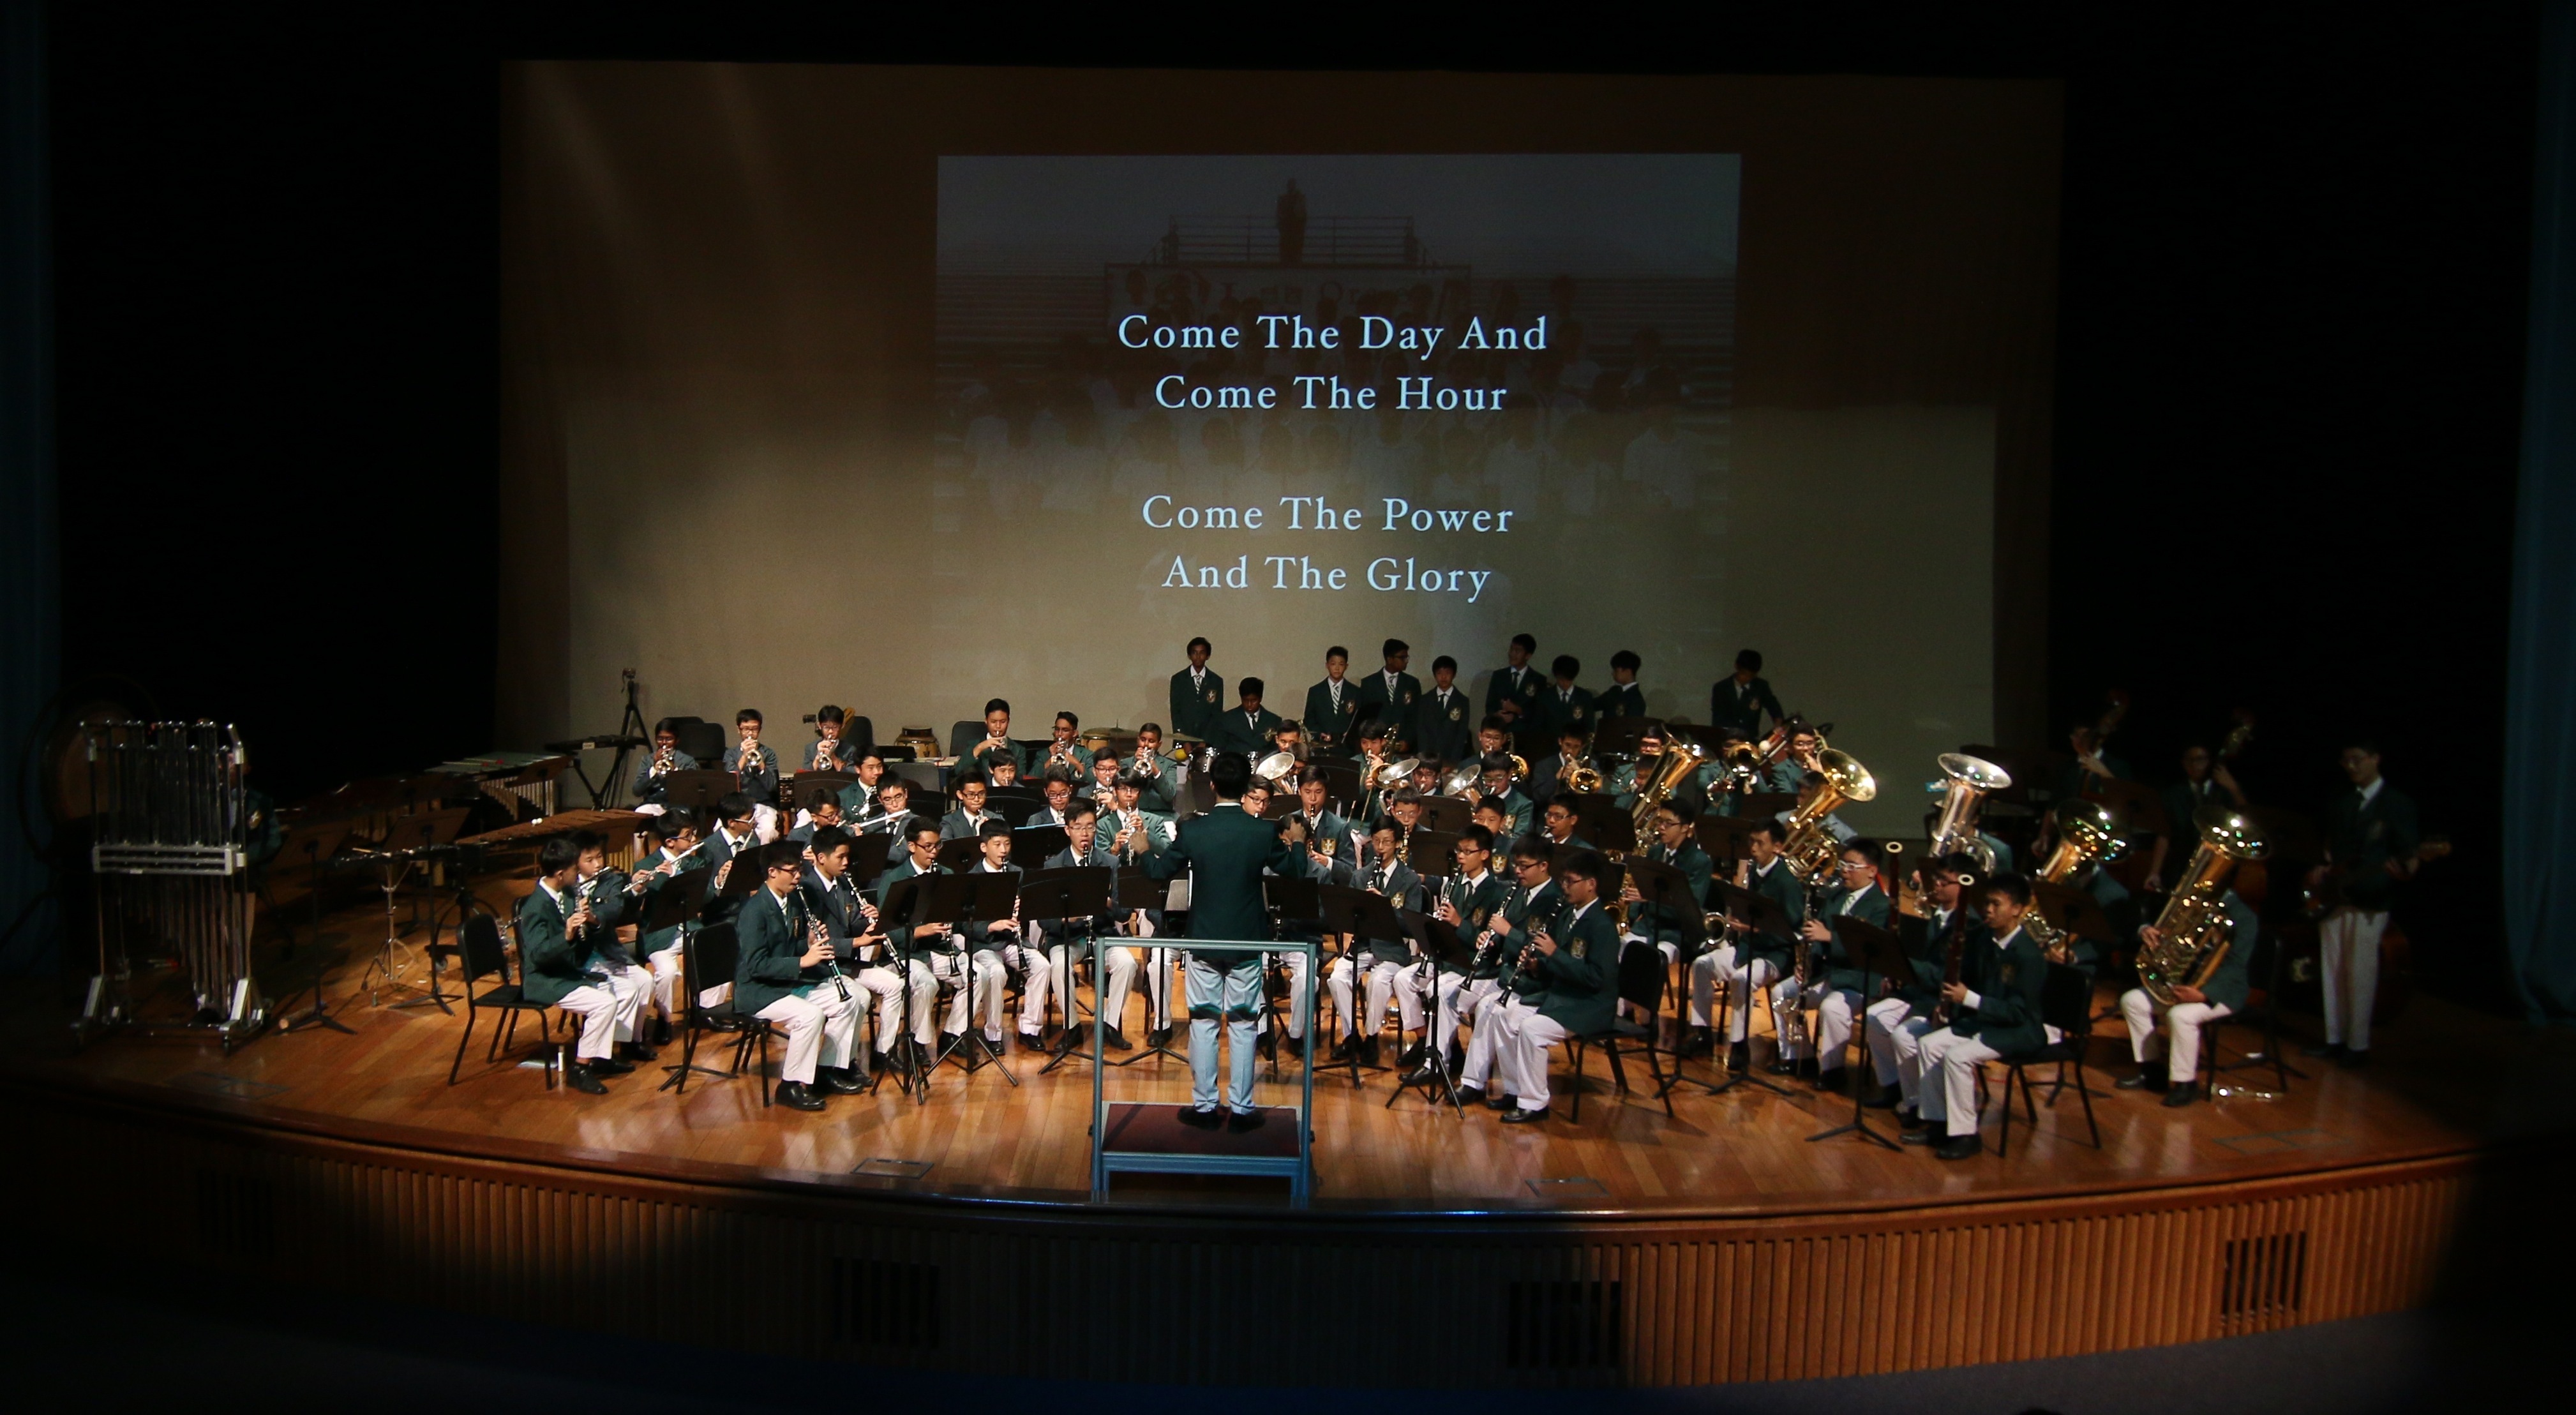 Come The Day And
Come The Hour
Come The Power
And The Glory